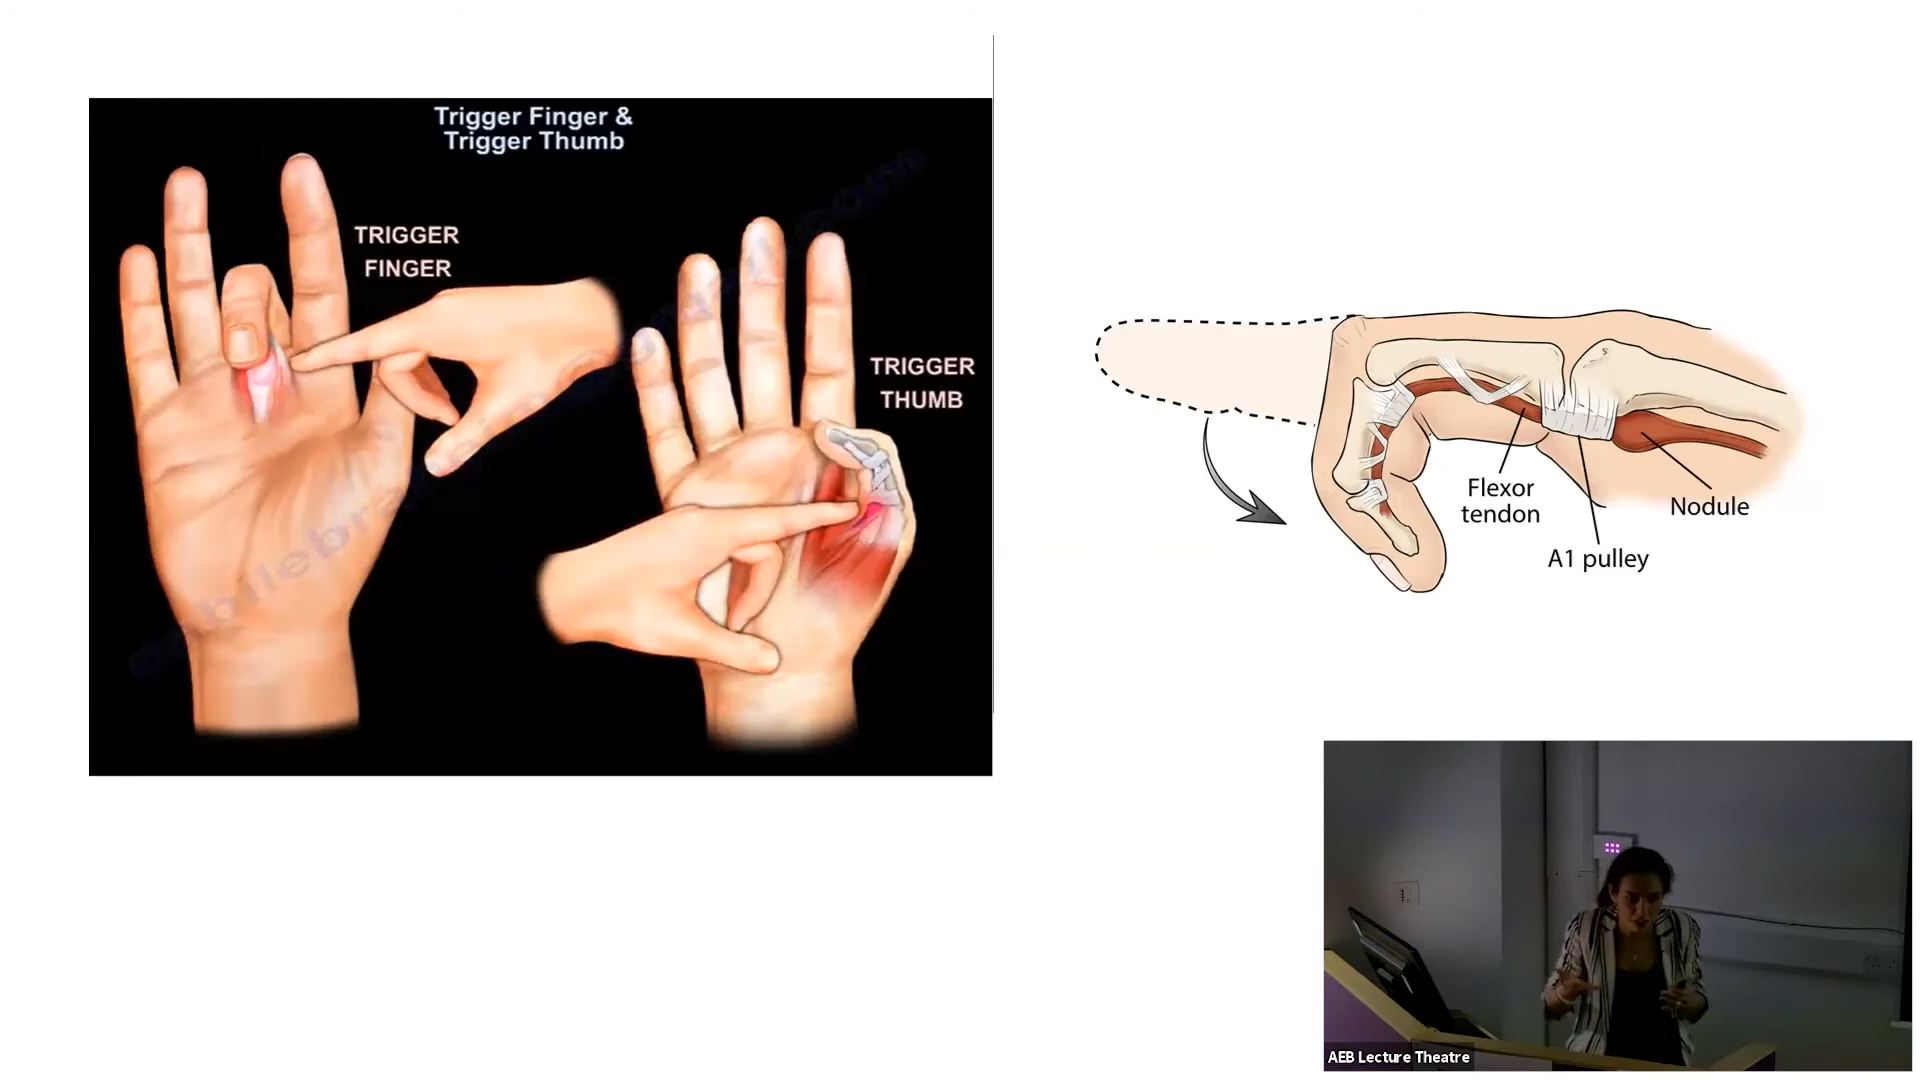 Trigger Finger &
Trigger Thumb
TRIGGER
FINGER
TRIGGER
THUMB
Flexor
tendon
Nodule
A1 pulley
AEB Lecture Theatre